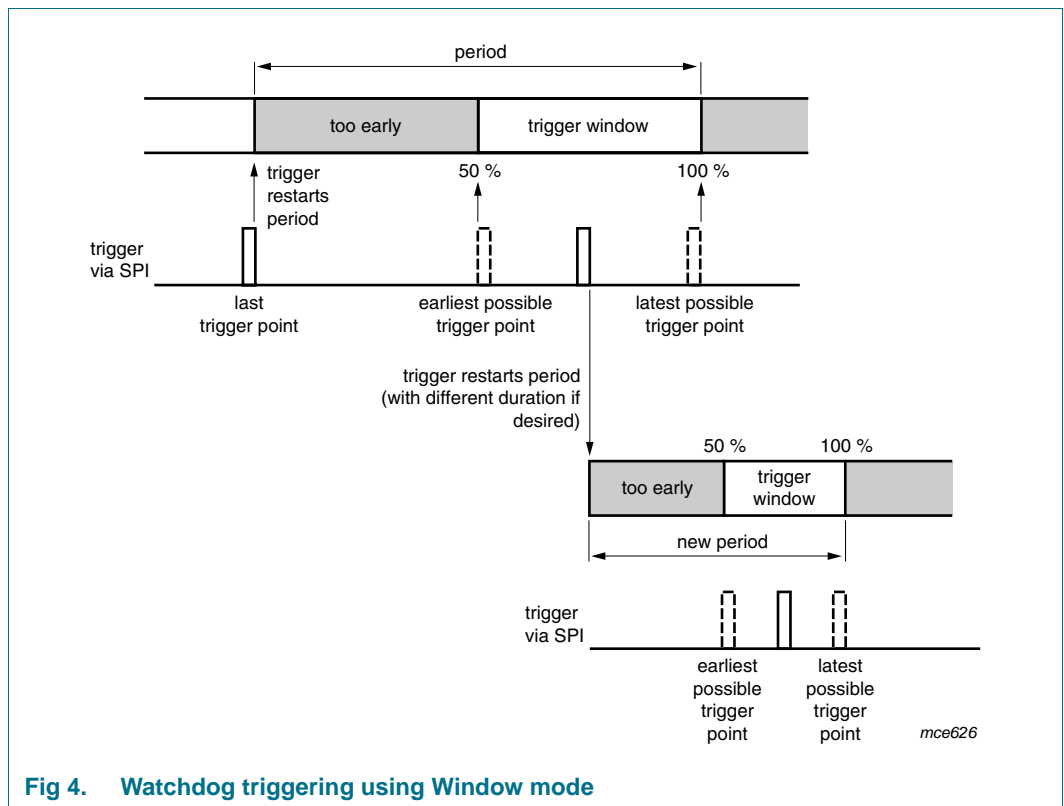 period
too early
trigger window
trigger
restarts
period
50 %
100 %
trigger
via SPI
last
trigger point
earliest possible
trigger point
latest possible
trigger point
trigger restarts period
(with different duration if
desired)
50 %
100 %
too early
trigger
window
new period
trigger
via SPI
earliest
possible
trigger
point
latest
possible
trigger
point
mce626
Fig 4. Watchdog triggering using Window mode